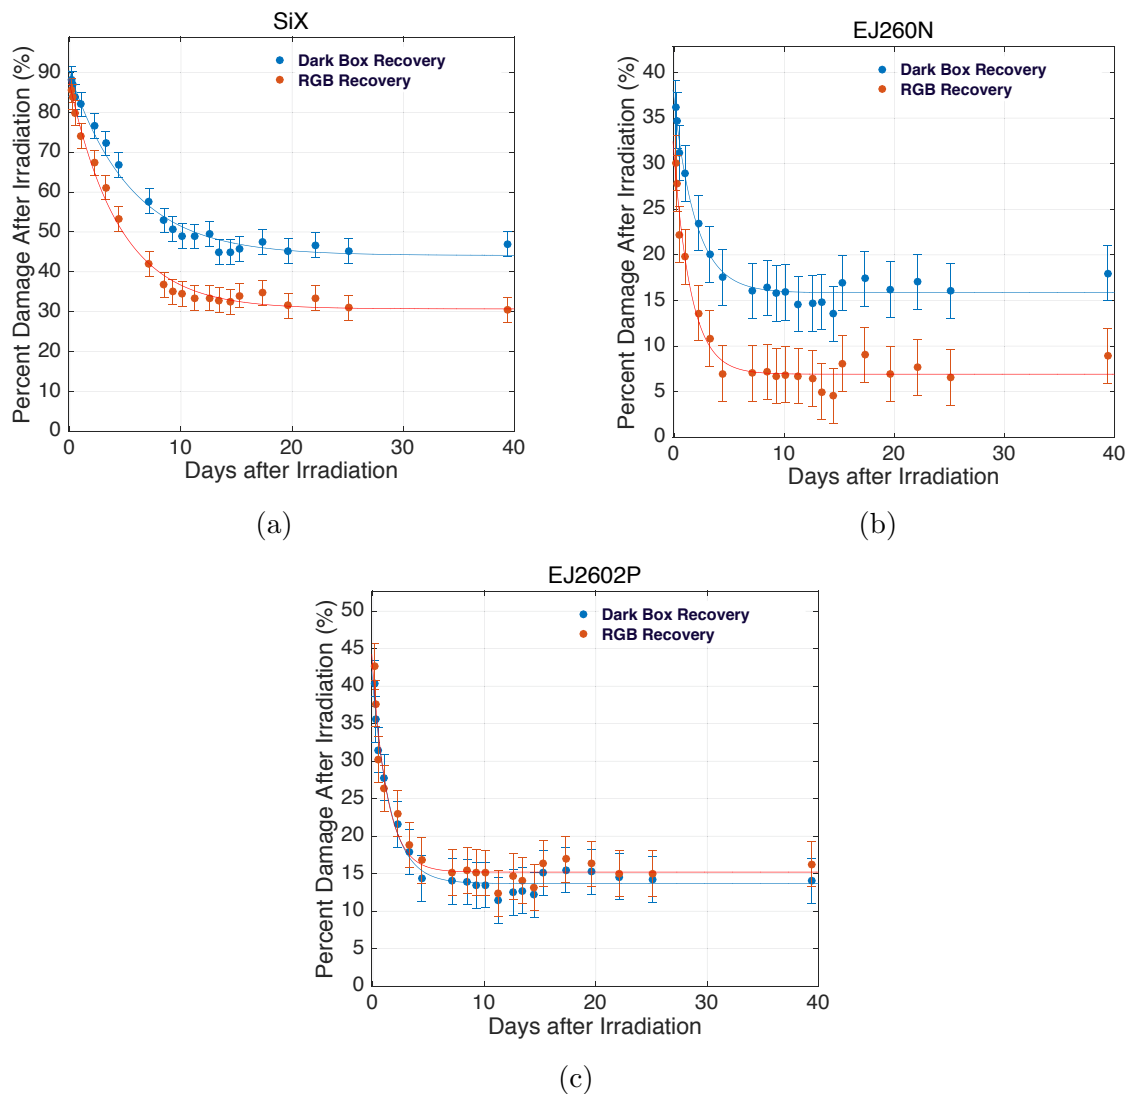 SiX
Percent Damage After Irradiation (%)
90
80
70
60
50
40
30
20
10
0
Dark Box Recovery
RGB Recovery
0 10 20 30 40
Days after Irradiation
(a)
EJ260N
Percent Damage After Irradiation (%)
40
35
30
25
20
15
10
5
0
Dark Box Recovery
RGB Recovery
0 10 20 30 40
Days after Irradiation
(b)
EJ2602P
Percent Damage After Irradiation (%)
50
45
40
35
30
25
20
15
10
5
0
Dark Box Recovery
RGB Recovery
0 10 20 30 40
Days after Irradiation
(c)